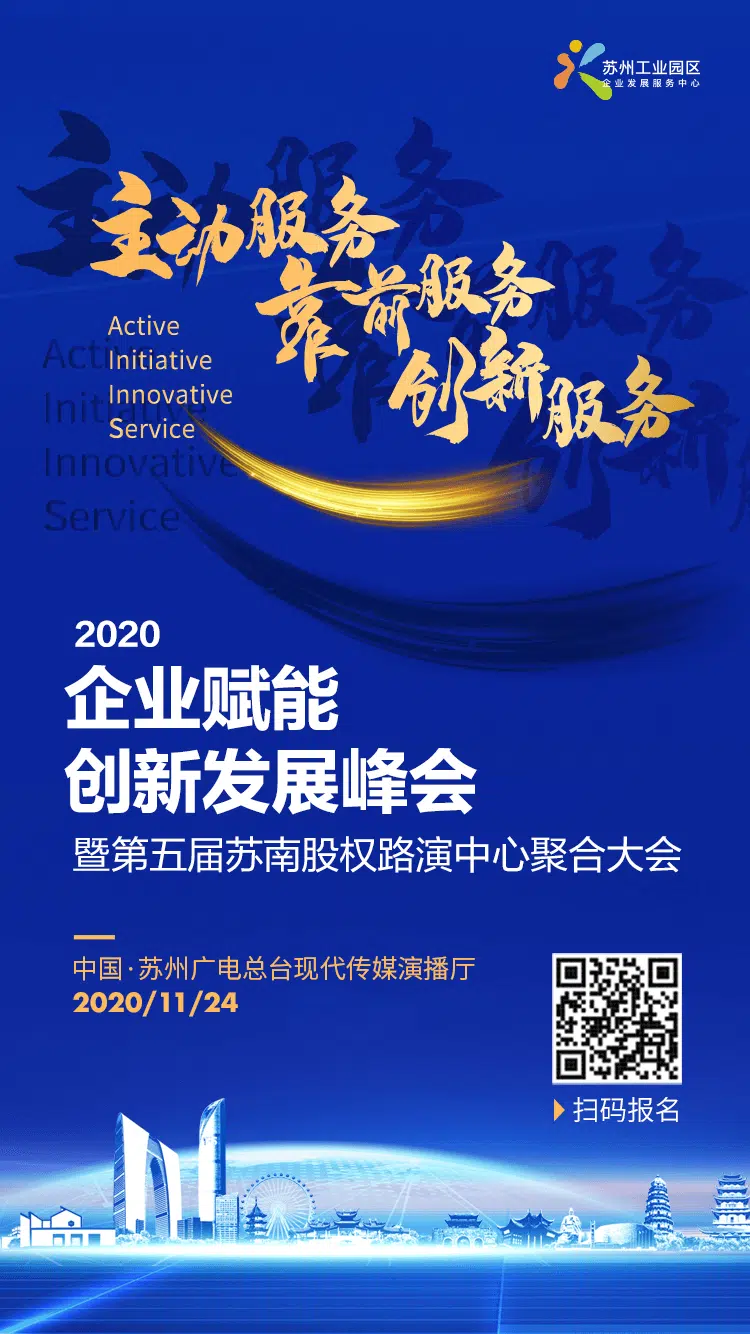 苏州工业园区
企业发展服务中心
主动服务
靠前服务
创新服务
Active
Initiative
Innovative
Service
2020
企业赋能
创新发展峰会
暨第五届苏南股权路演中心聚合大会
中国·苏州广电总台现代传媒演播厅
2020/11/24
扫码报名